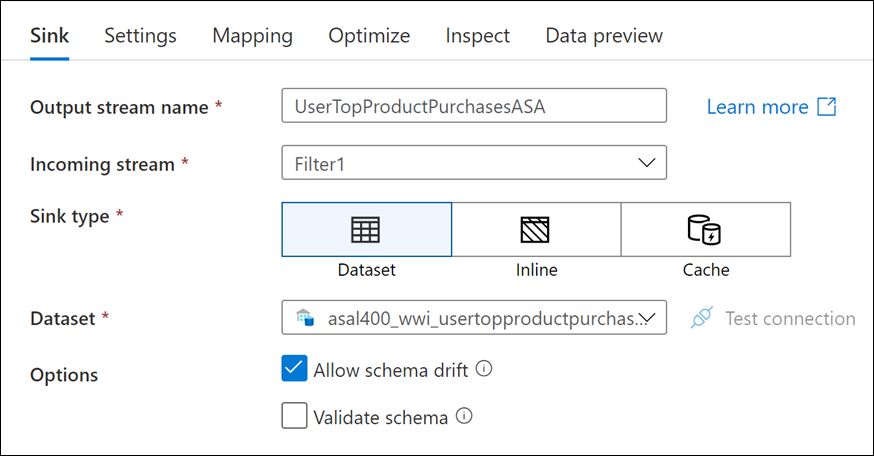 Sink Settings Mapping Optimize Inspect Data preview
Output stream name * UserTopProductPurchasesASA Learn more
Incoming stream * Filter1
Sink type *
Dataset Inline Cache
Dataset * asal400_wwi_usertopproductpurchas... Test connection
Options Allow schema drift
Validate schema